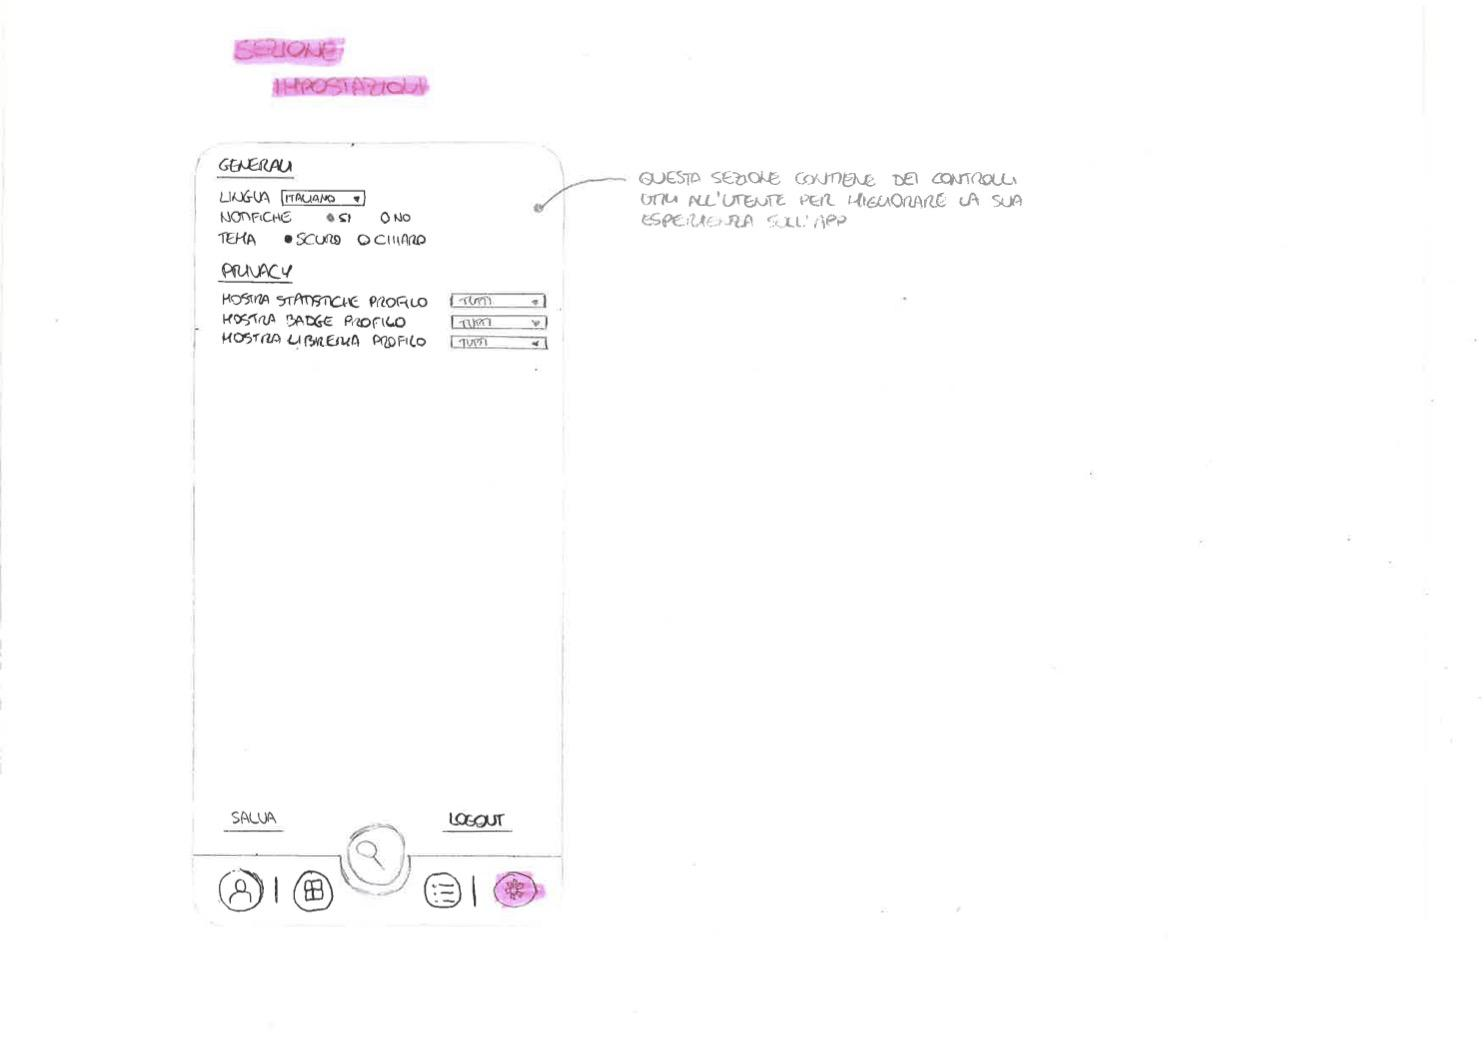 SEZIONE
IMPOSTAZIONI
GENERALI
LINGUA ITALIANO
NOTIFICHE SI NO
TEMA SCURO CHIARO
PRIVACY
MOSTRA STATISTICHE PROFILO TUTTI
MOSTRA BADGE PROFILO TUTTI
MOSTRA LIBRERIA PROFILO TUTTI
SALVA LOGOUT
QUESTA SEZIONE CONTIENE DEI CONTROLLI
UTILI ALL'UTENTE PER MIGLIORARE LA SUA
ESPERIENZA SULL'APP